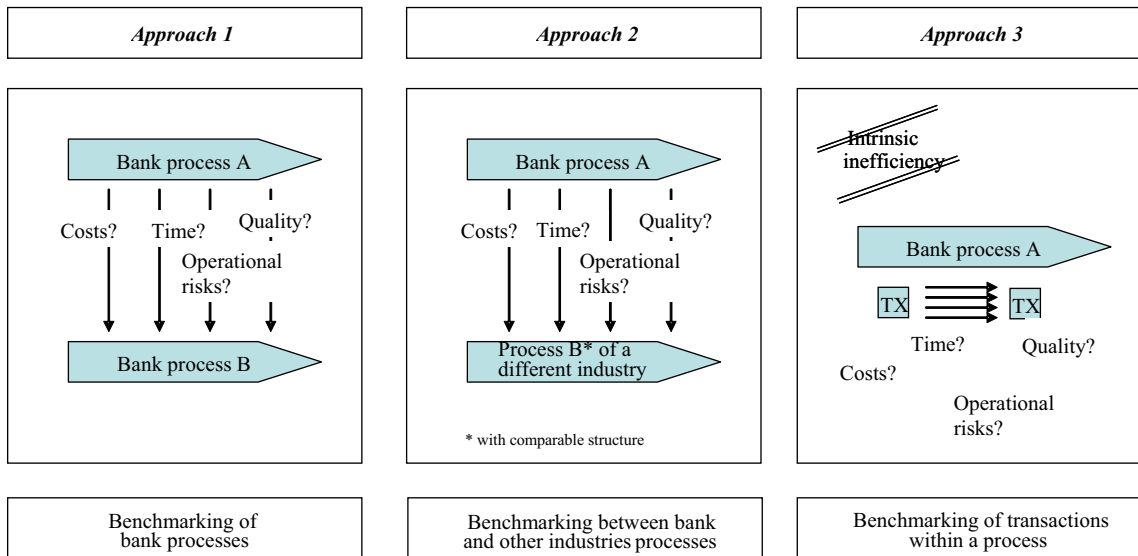 Approach 1
Approach 2
Approach 3
Bank process A
Costs?
Time?
Quality?
Operational
risks?
Bank process B
Bank process A
Costs?
Time?
Quality?
Operational
risks?
Process B* of a
different industry
* with comparable structure
Intrinsic
inefficiency
Bank process A
TX
TX
Time?
Quality?
Costs?
Operational
risks?
Benchmarking of
bank processes
Benchmarking between bank
and other industries processes
Benchmarking of transactions
within a process